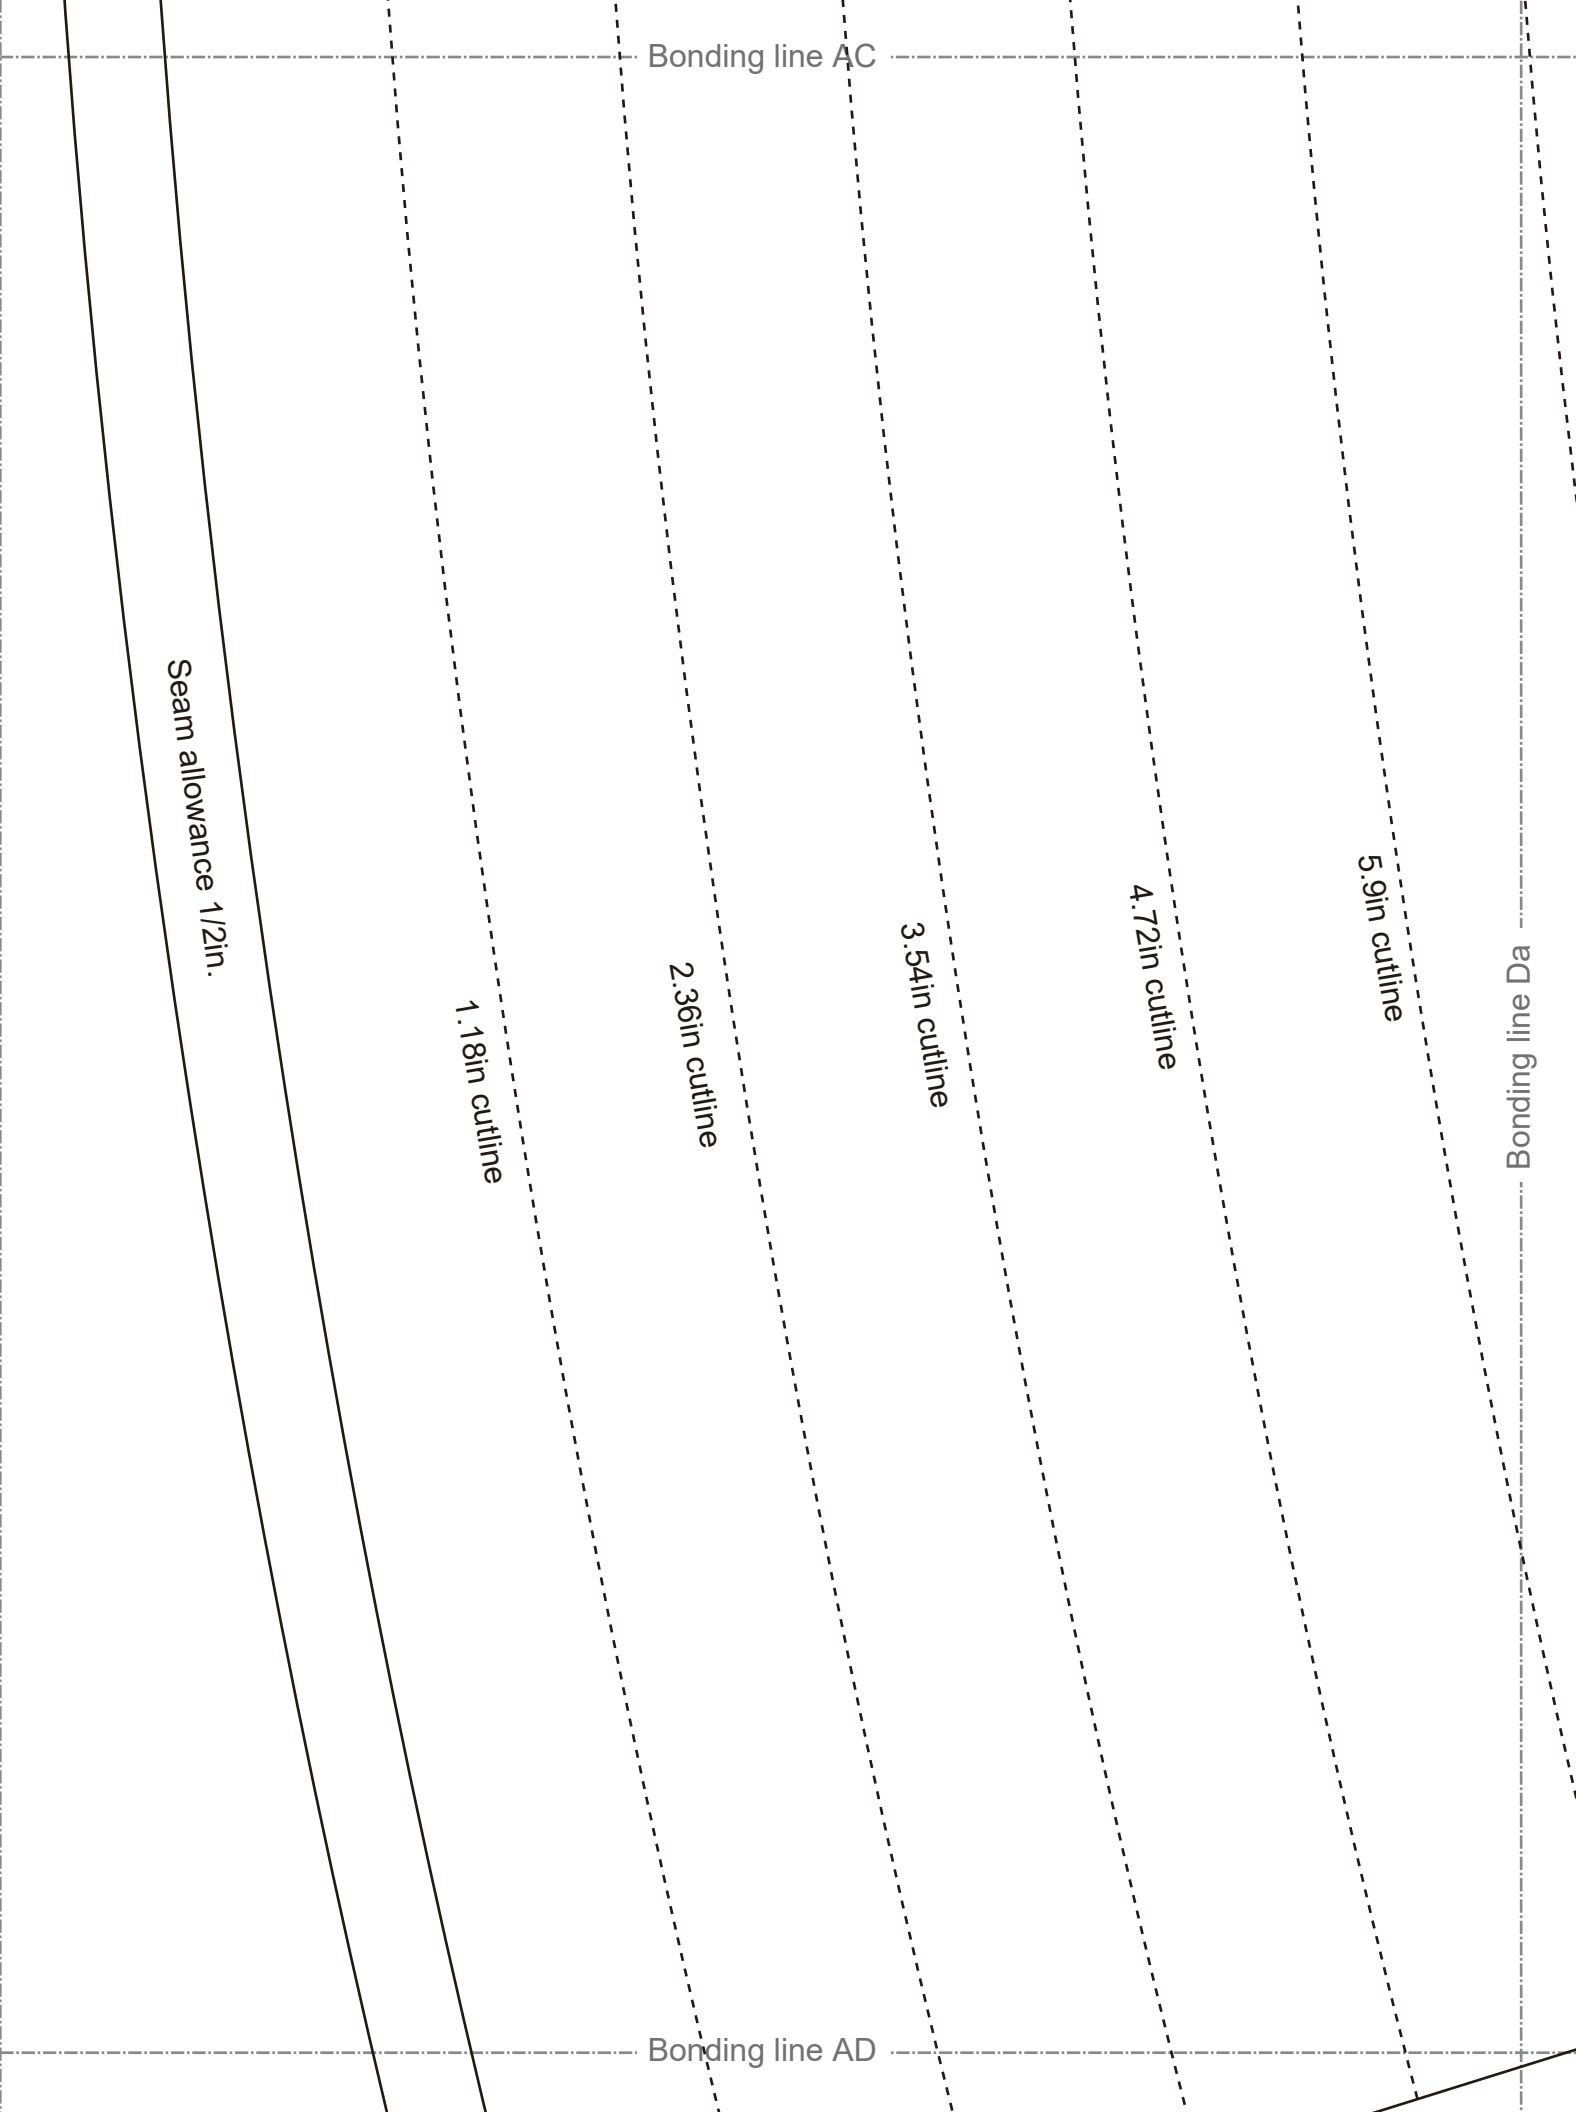 Bonding line AC
Seam allowance 1/2in.
1.18in cutline
2.36in cutline
3.54in cutline
4.72in cutline
5.9in cutline
Bonding line Da
Bonding line AD